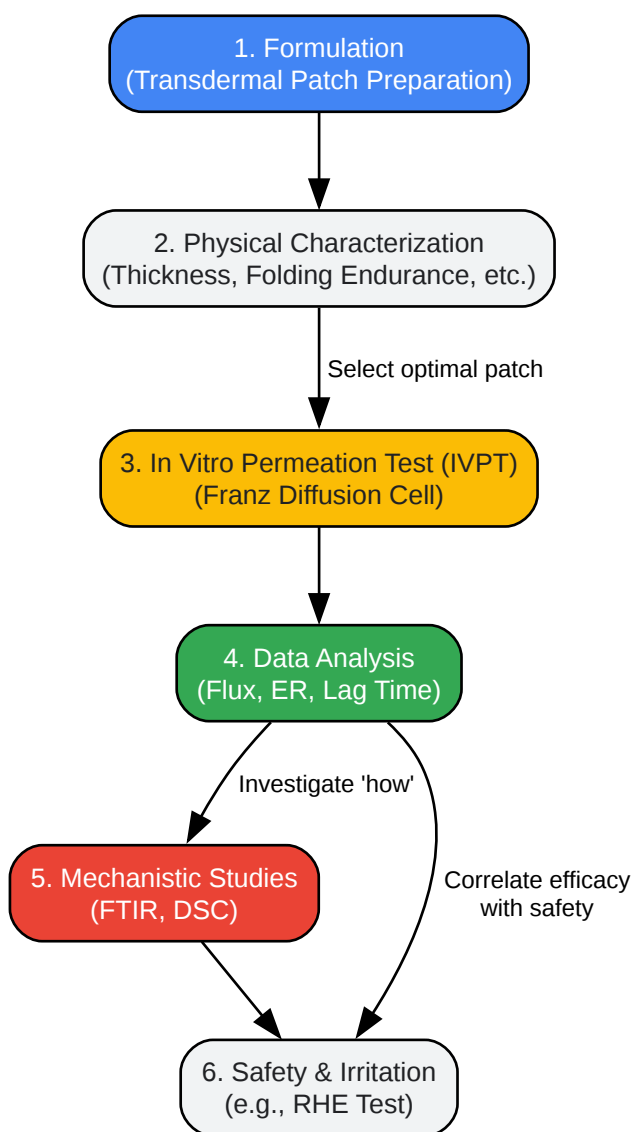 1. Formulation
(Transdermal Patch Preparation)
2. Physical Characterization
(Thickness, Folding Endurance, etc.)
Select optimal patch
3. In Vitro Permeation Test (IVPT)
(Franz Diffusion Cell)
4. Data Analysis
(Flux, ER, Lag Time)
Investigate 'how'
5. Mechanistic Studies
(FTIR, DSC)
Correlate efficacy
with safety
6. Safety & Irritation
(e.g., RHE Test)